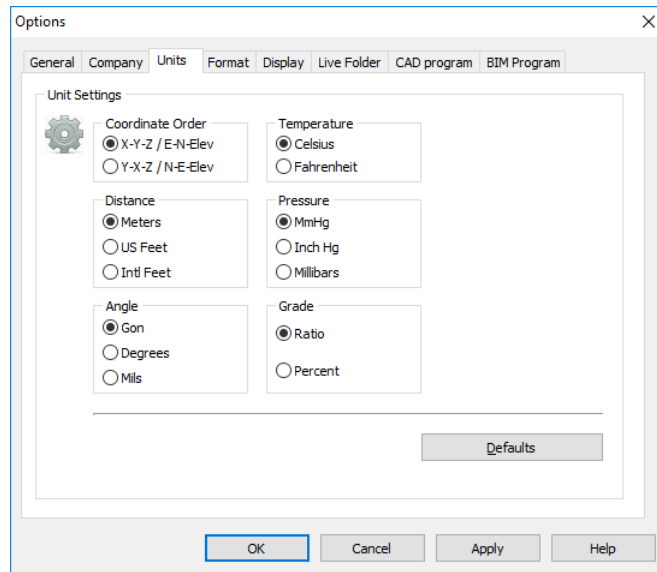 Options
General Company Units Format Display Live Folder CAD program BIM Program
Unit Settings
Coordinate Order
X-Y-Z / E-N-Elev
Y-X-Z / N-E-Elev
Temperature
Celsius
Fahrenheit
Distance
Meters
US Feet
Intl Feet
Pressure
MmHg
Inch Hg
Millibars
Angle
Gon
Degrees
Mils
Grade
Ratio
Percent
Defaults
OK Cancel Apply Help